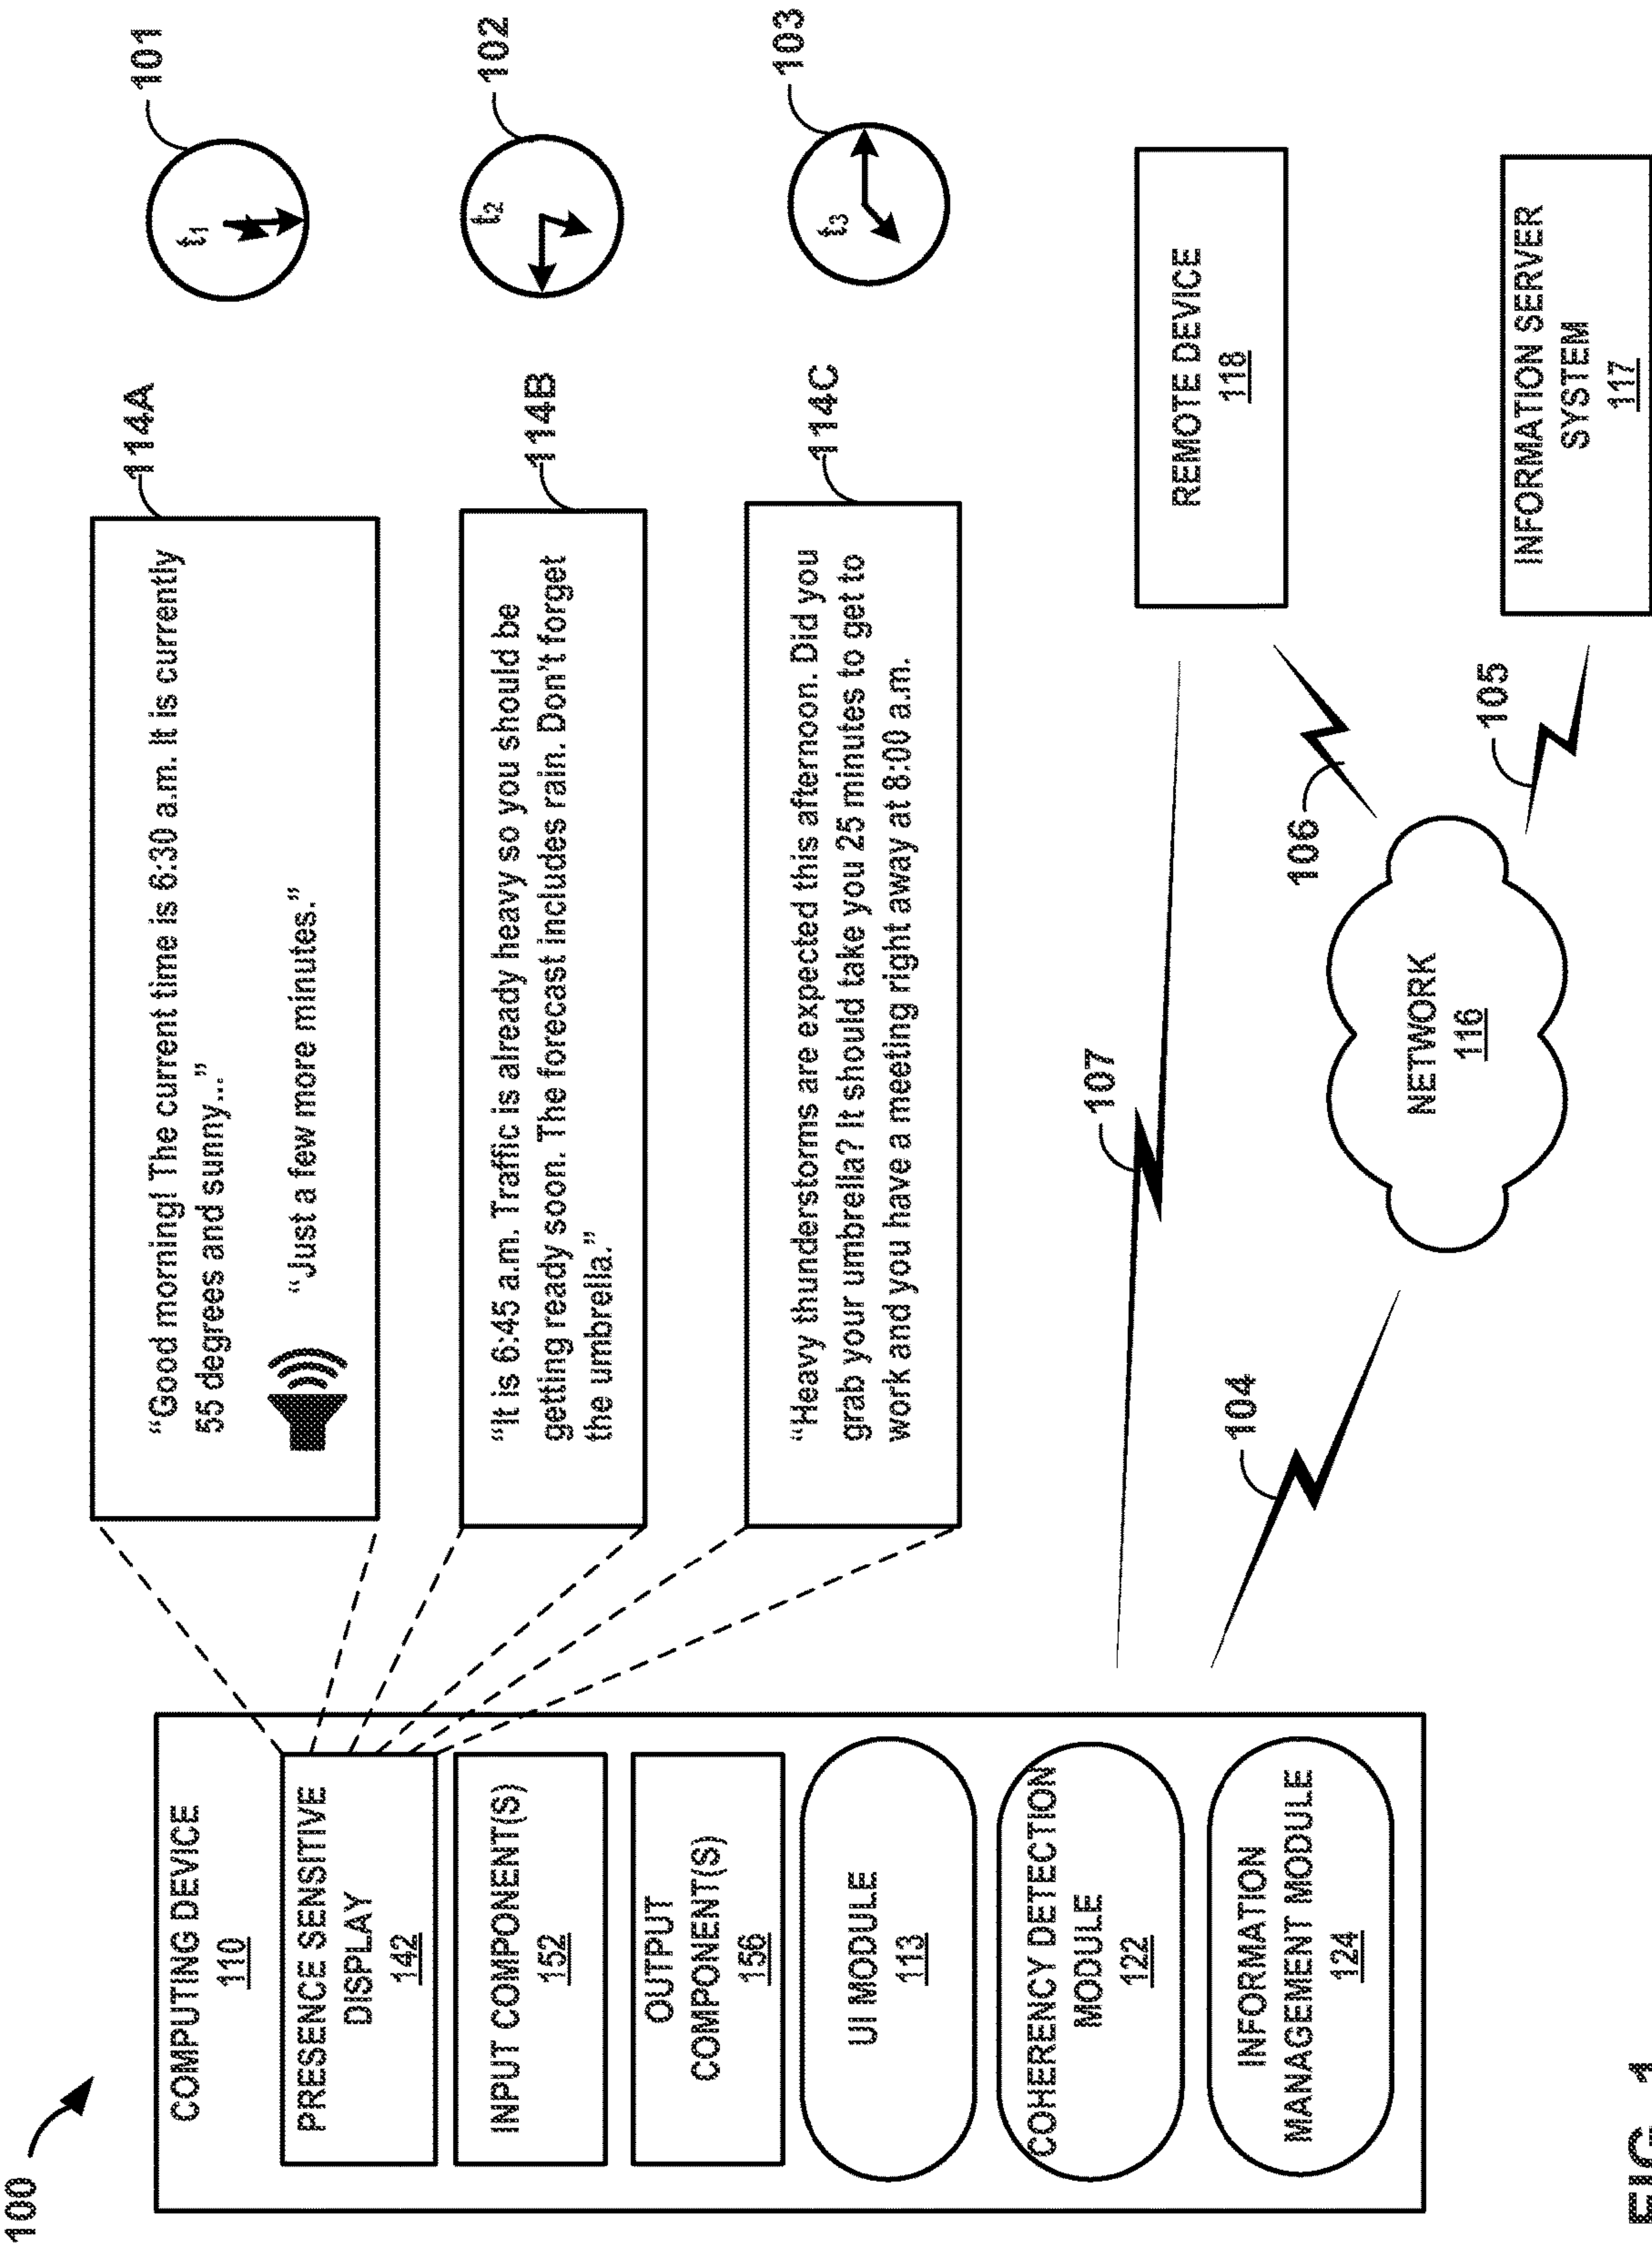 100
COMPUTING DEVICE
110
PRESENCE SENSITIVE
DISPLAY
142
INPUT COMPONENT(S)
152
OUTPUT
COMPONENT(S)
156
UI MODULE
113
COHERENCY DETECTION
MODULE
122
INFORMATION
MANAGEMENT MODULE
124
114A
“Good morning! The current time is 6:30 a.m. It is currently
55 degrees and sunny...”
“Just a few more minutes.”
t1
101
114B
“It is 6:45 a.m. Traffic is already heavy so you should be
getting ready soon. The forecast includes rain. Don’t forget
the umbrella.”
t2
102
114C
“Heavy thunderstorms are expected this afternoon. Did you
grab your umbrella? It should take you 25 minutes to get to
work and you have a meeting right away at 8:00 a.m.
t3
103
107
104
NETWORK
116
106
105
REMOTE DEVICE
118
INFORMATION SERVER
SYSTEM
117
FIG. 1